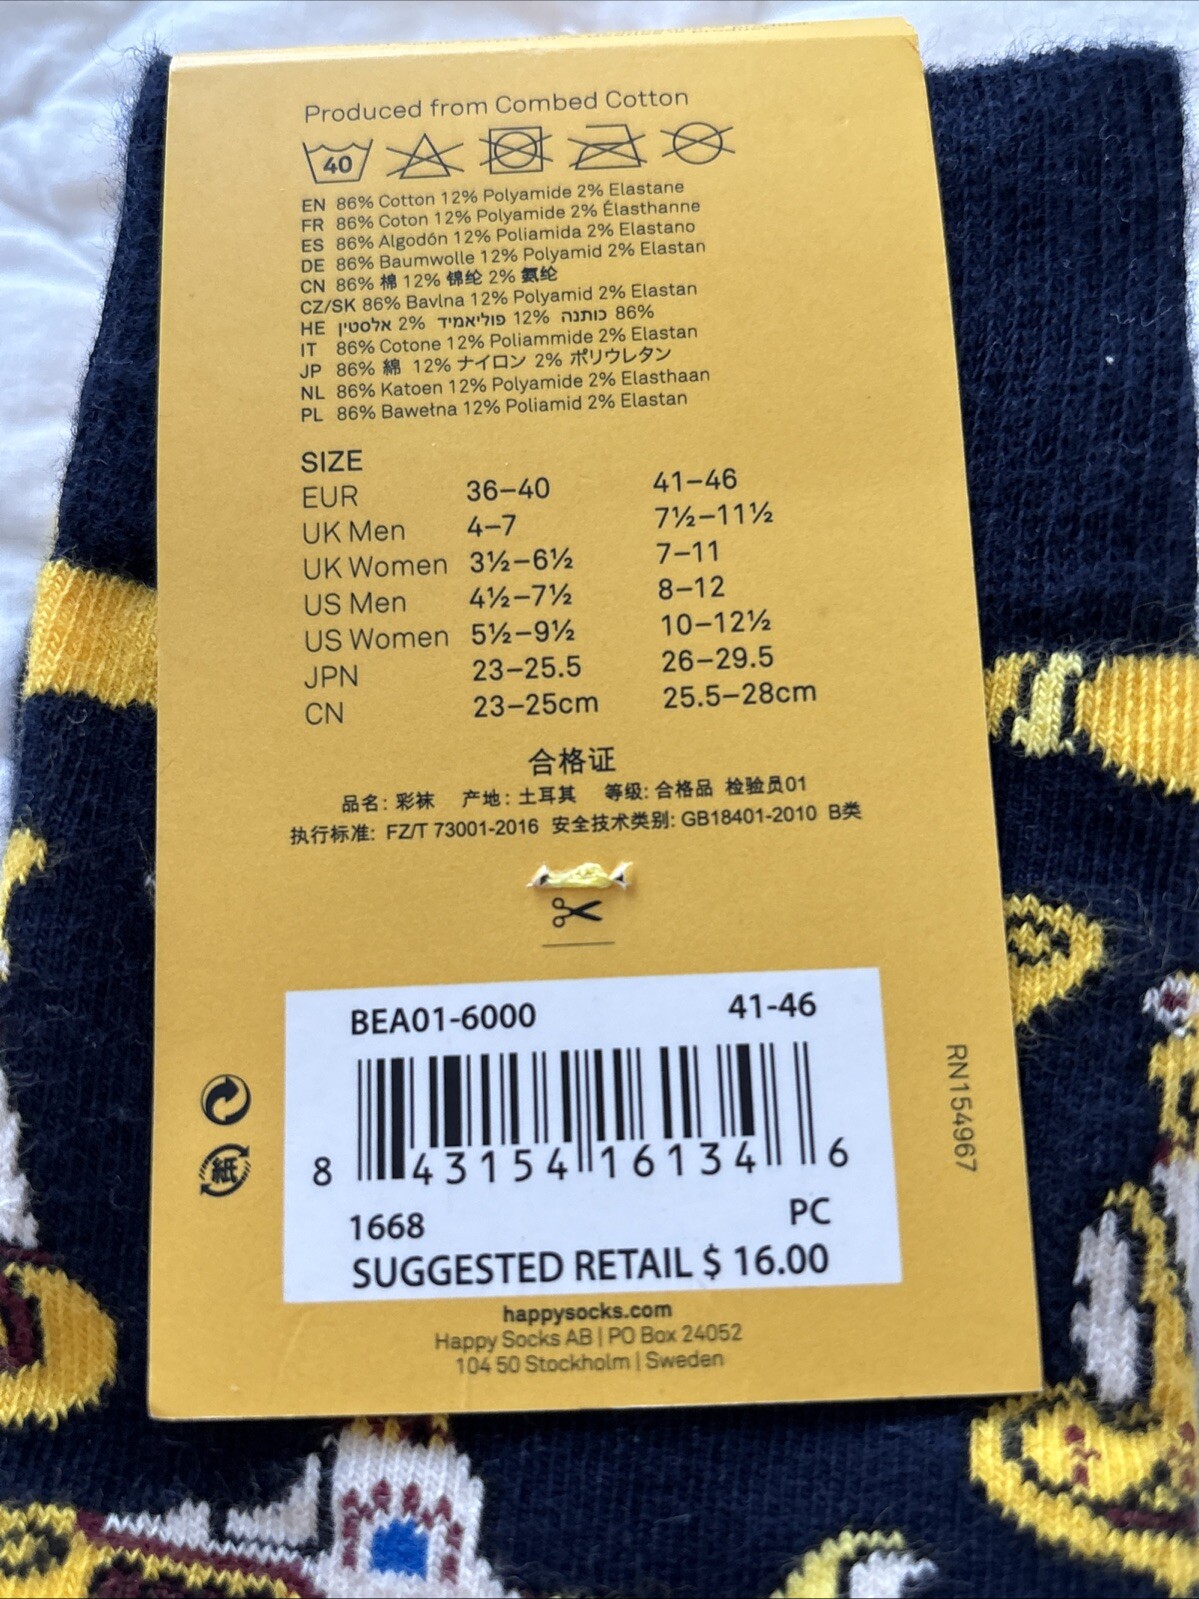 Produced from Combed Cotton
40
EN 86% Cotton 12% Polyamide 2% Elastane
FR 86% Coton 12% Polyamide 2% Élasthanne
ES 86% Algodón 12% Poliamida 2% Elastano
DE 86% Baumwolle 12% Polyamid 2% Elastan
CN 86% 棉 12% 锦纶 2% 氨纶
CZ/SK 86% Bavlna 12% Polyamid 2% Elastan
HE 86% כותנה 12% פוליאמיד 2% אלסטין
IT 86% Cotone 12% Poliammide 2% Elastan
JP 86% 綿 12% ナイロン 2% ポリウレタン
NL 86% Katoen 12% Polyamide 2% Elasthaan
PL 86% Bawełna 12% Poliamid 2% Elastan
SIZE
EUR 36–40 41–46
UK Men 4–7 7½–11½
UK Women 3½–6½ 7–11
US Men 4½–7½ 8–12
US Women 5½–9½ 10–12½
JPN 23–25.5 26–29.5
CN 23–25cm 25.5–28cm
合格证
品名: 彩袜 产地: 土耳其 等级: 合格品 检验员01
执行标准: FZ/T 73001-2016 安全技术类别: GB18401-2010 B类
BEA01-6000 41-46
8 43154 16134 6
1668 PC
SUGGESTED RETAIL $ 16.00
RN154967
紙
happysocks.com
Happy Socks AB | PO Box 24052
104 50 Stockholm | Sweden